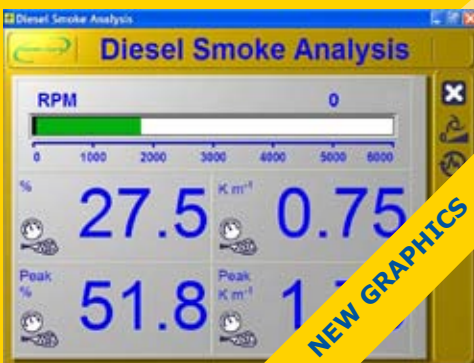 Diesel Smoke Analysis
Diesel Smoke Analysis
RPM 0
0 1000 2000 3000 4000 5000 6000
% 27.5 K m⁻¹ 0.75
Peak % 51.8 Peak K m⁻¹ 1.
NEW GRAPHICS